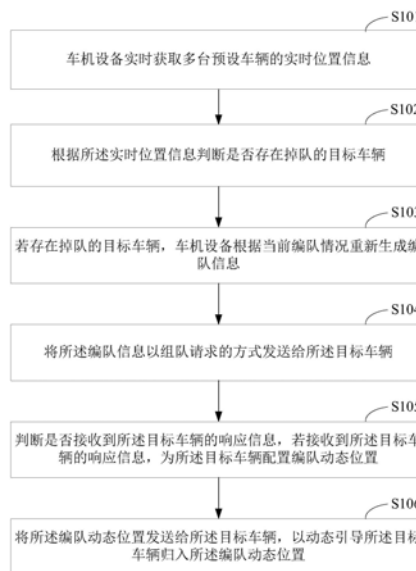 S101
车机设备实时获取多台预设车辆的实时位置信息
S102
根据所述实时位置信息判断是否存在掉队的目标车辆
S103
若存在掉队的目标车辆，车机设备根据当前编队情况重新生成编
队信息
S104
将所述编队信息以组队请求的方式发送给所述目标车辆
S105
判断是否接收到所述目标车辆的响应信息，若接收到所述目标车
辆的响应信息，为所述目标车辆配置编队动态位置
S106
将所述编队动态位置发送给所述目标车辆，以动态引导所述目标
车辆归入所述编队动态位置